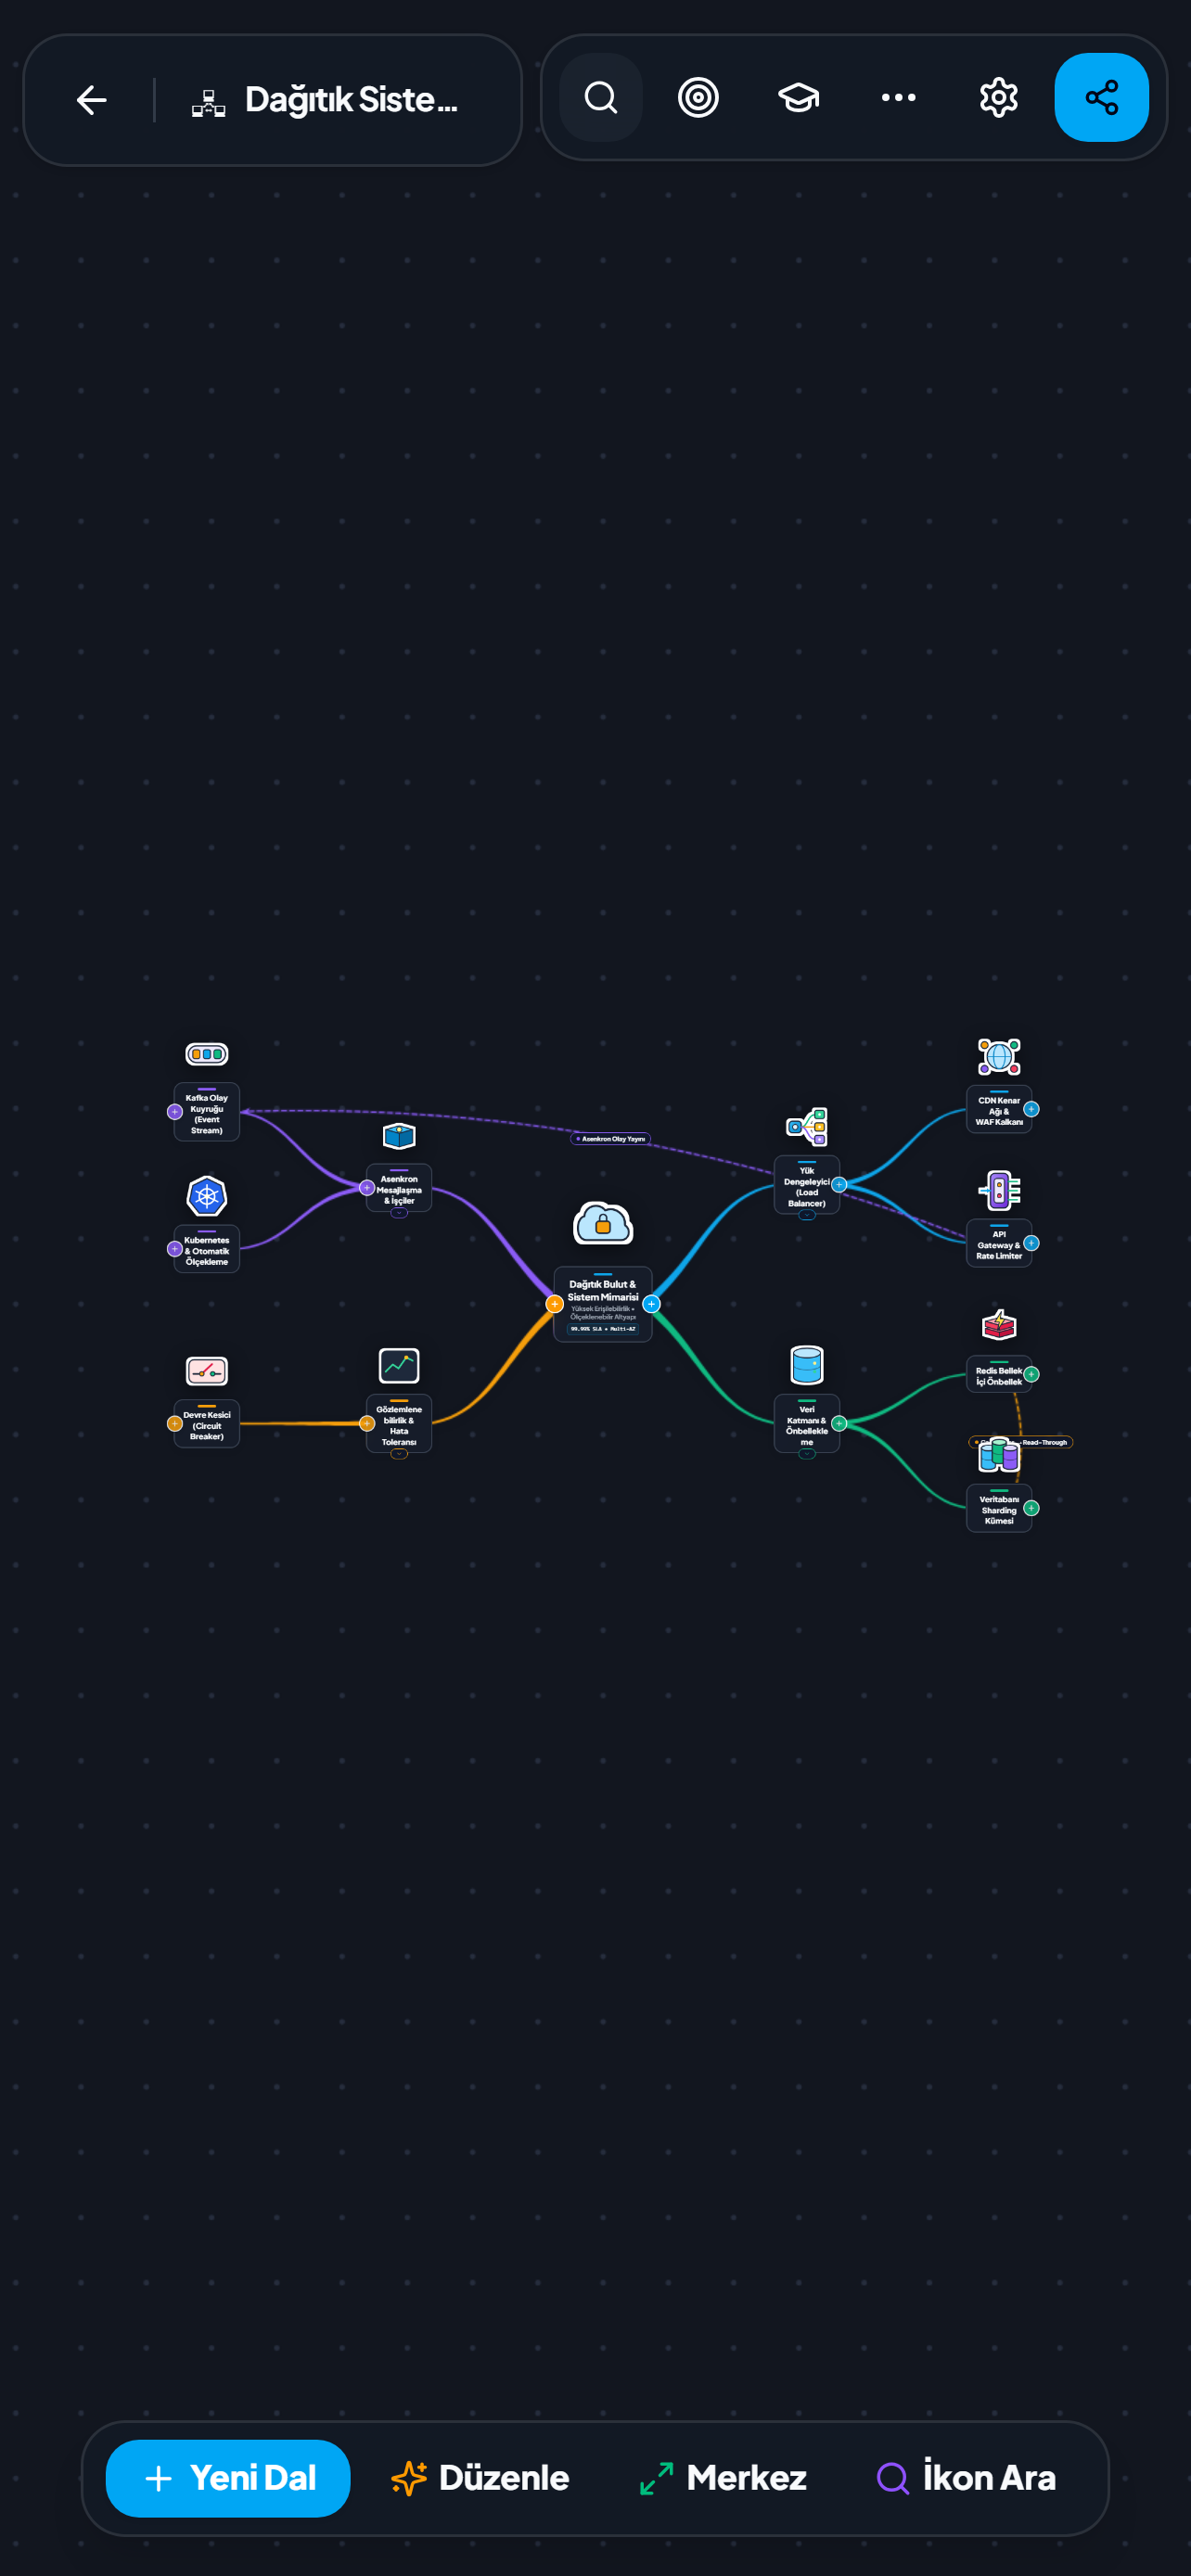 Dağıtık Siste...
Kafka Olay
Kuyruğu
(Event
Stream)
Asenkron Olay Yayını
CDN Kenar
Ağı &
WAF Kalkanı
Asenkron
Mesajlaşma
& İşçiler
Yük
Dengeleyici
(Load
Balancer)
Kubernetes
& Otomatik
Ölçekleme
API
Gateway &
Rate Limiter
Dağıtık Bulut &
Sistem Mimarisi
Yüksek Erişilebilirlik •
Ölçeklenebilir Altyapı
99.99% SLA • Multi-AZ
Redis Bellek
İçi Önbellek
Devre Kesici
(Circuit
Breaker)
Gözlemlene
bilirlik &
Hata
Toleransı
Veri
Katmanı &
Önbellekle
me
Read-Through
Veritabanı
Sharding
Kümesi
Yeni Dal
Düzenle
Merkez
İkon Ara